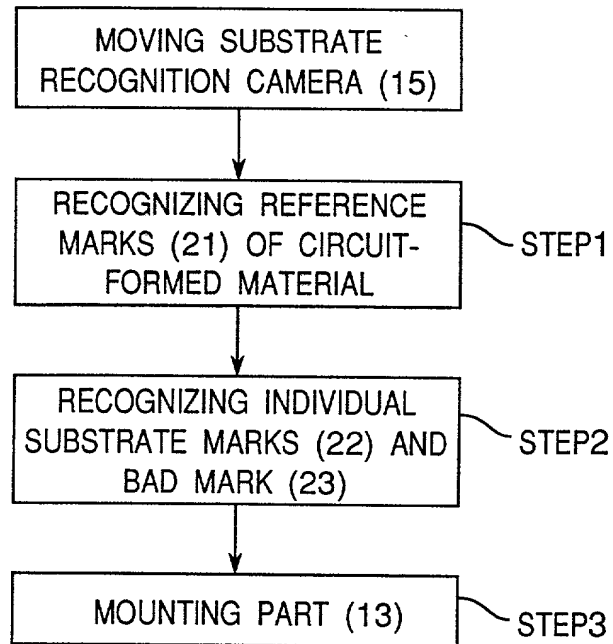 MOVING SUBSTRATE
RECOGNITION CAMERA (15)
RECOGNIZING REFERENCE
MARKS (21) OF CIRCUIT-
FORMED MATERIAL
STEP1
RECOGNIZING INDIVIDUAL
SUBSTRATE MARKS (22) AND
BAD MARK (23)
STEP2
MOUNTING PART (13)
STEP3